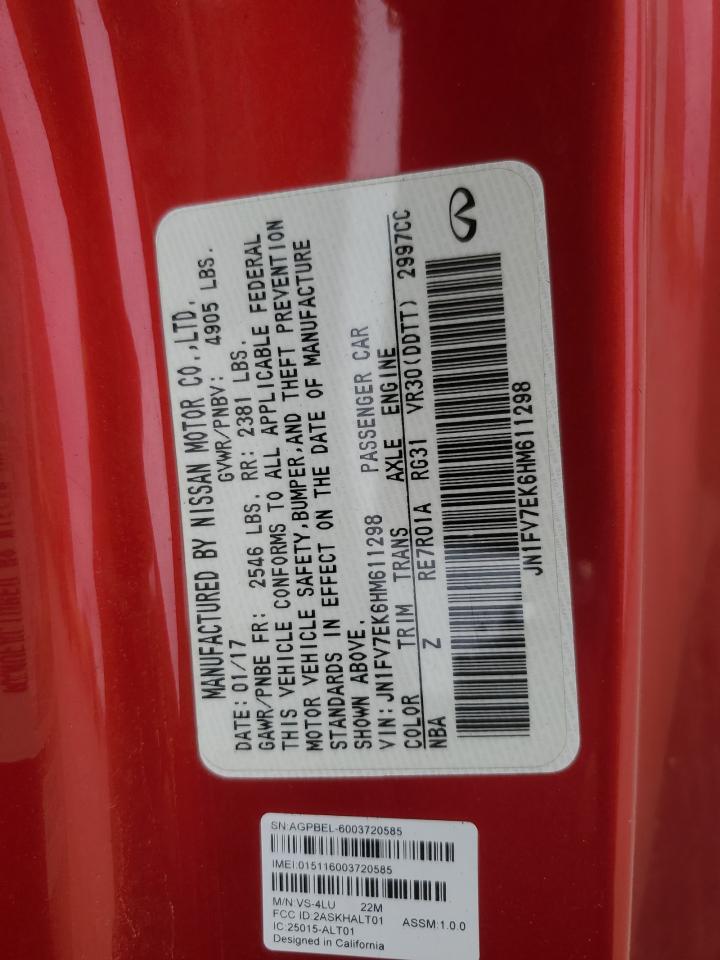 MANUFACTURED BY NISSAN MOTOR CO.,LTD.
DATE: 01/17 GVWR/PNBV: 4905 LBS.
GAWR/PNBE FR: 2546 LBS. RR: 2381 LBS.
THIS VEHICLE CONFORMS TO ALL APPLICABLE FEDERAL
MOTOR VEHICLE SAFETY,BUMPER,AND THEFT PREVENTION
STANDARDS IN EFFECT ON THE DATE OF MANUFACTURE
SHOWN ABOVE.
VIN: JN1FV7EK6HM611298 PASSENGER CAR
COLOR TRIM TRANS AXLE ENGINE
NBA Z RE7R01A RG31 VR30(DDTT) 2997CC
JN1FV7EK6HM611298
SN:AGPBEL-6003720585
IMEI:015116003720585
M/N:VS-4LU 22M
FCC ID:2ASKHALT01 ASSM:1.0.0
IC:25015-ALT01
Designed in California